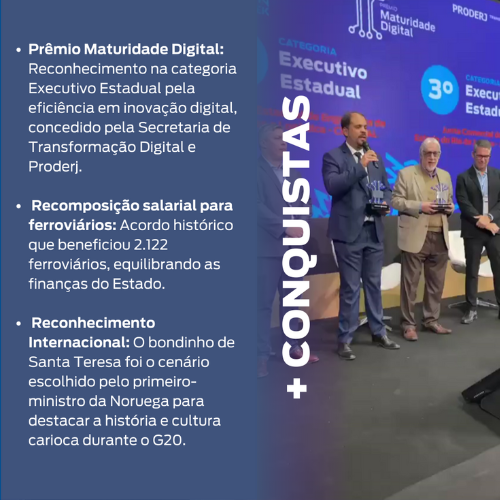 • Prêmio Maturidade Digital:
Reconhecimento na categoria
Executivo Estadual pela
eficiência em inovação digital,
concedido pela Secretaria de
Transformação Digital e
Proderj.
• Recomposição salarial para
ferroviários: Acordo histórico
que beneficiou 2.122
ferroviários, equilibrando as
finanças do Estado.
• Reconhecimento
Internacional: O bondinho de
Santa Teresa foi o cenário
escolhido pelo primeiro-
ministro da Noruega para
destacar a história e cultura
carioca durante o G20.
+ CONQUISTAS
PRÊMIO
Maturidade
Digital
PRODERJ
CATEGORIA
Executivo
Estadual
3º
CATEGORIA
Execu
Estad